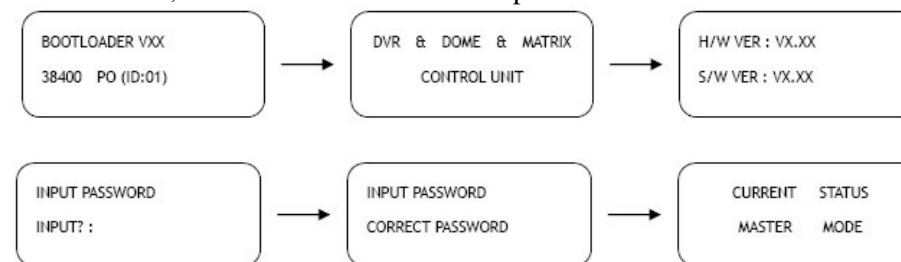 BOOTLOADER VXX
38400 PO (ID:01)
DVR & DOME & MATRIX
CONTROL UNIT
H/W VER : VX.XX
S/W VER : VX.XX
INPUT PASSWORD
INPUT? :
INPUT PASSWORD
CORRECT PASSWORD
CURRENT STATUS
MASTER MODE